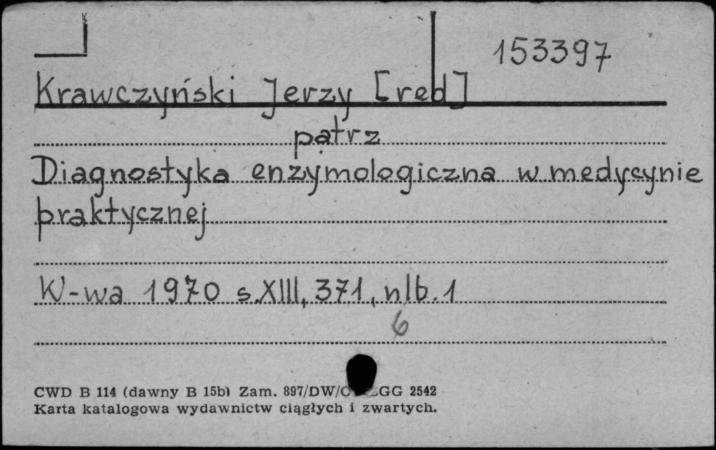 K
153397
Krawczyński Jerzy [red]
patrz
Diagnostyka enzymologiczna w medycynie
praktycznej
W-wa 1970 s.XIII, 371, nlb. 1
6
CWD B 114 (dawny B 15b) Zam. 897/DW/ GG 2542
Karta katalogowa wydawnictw ciągłych i zwartych.